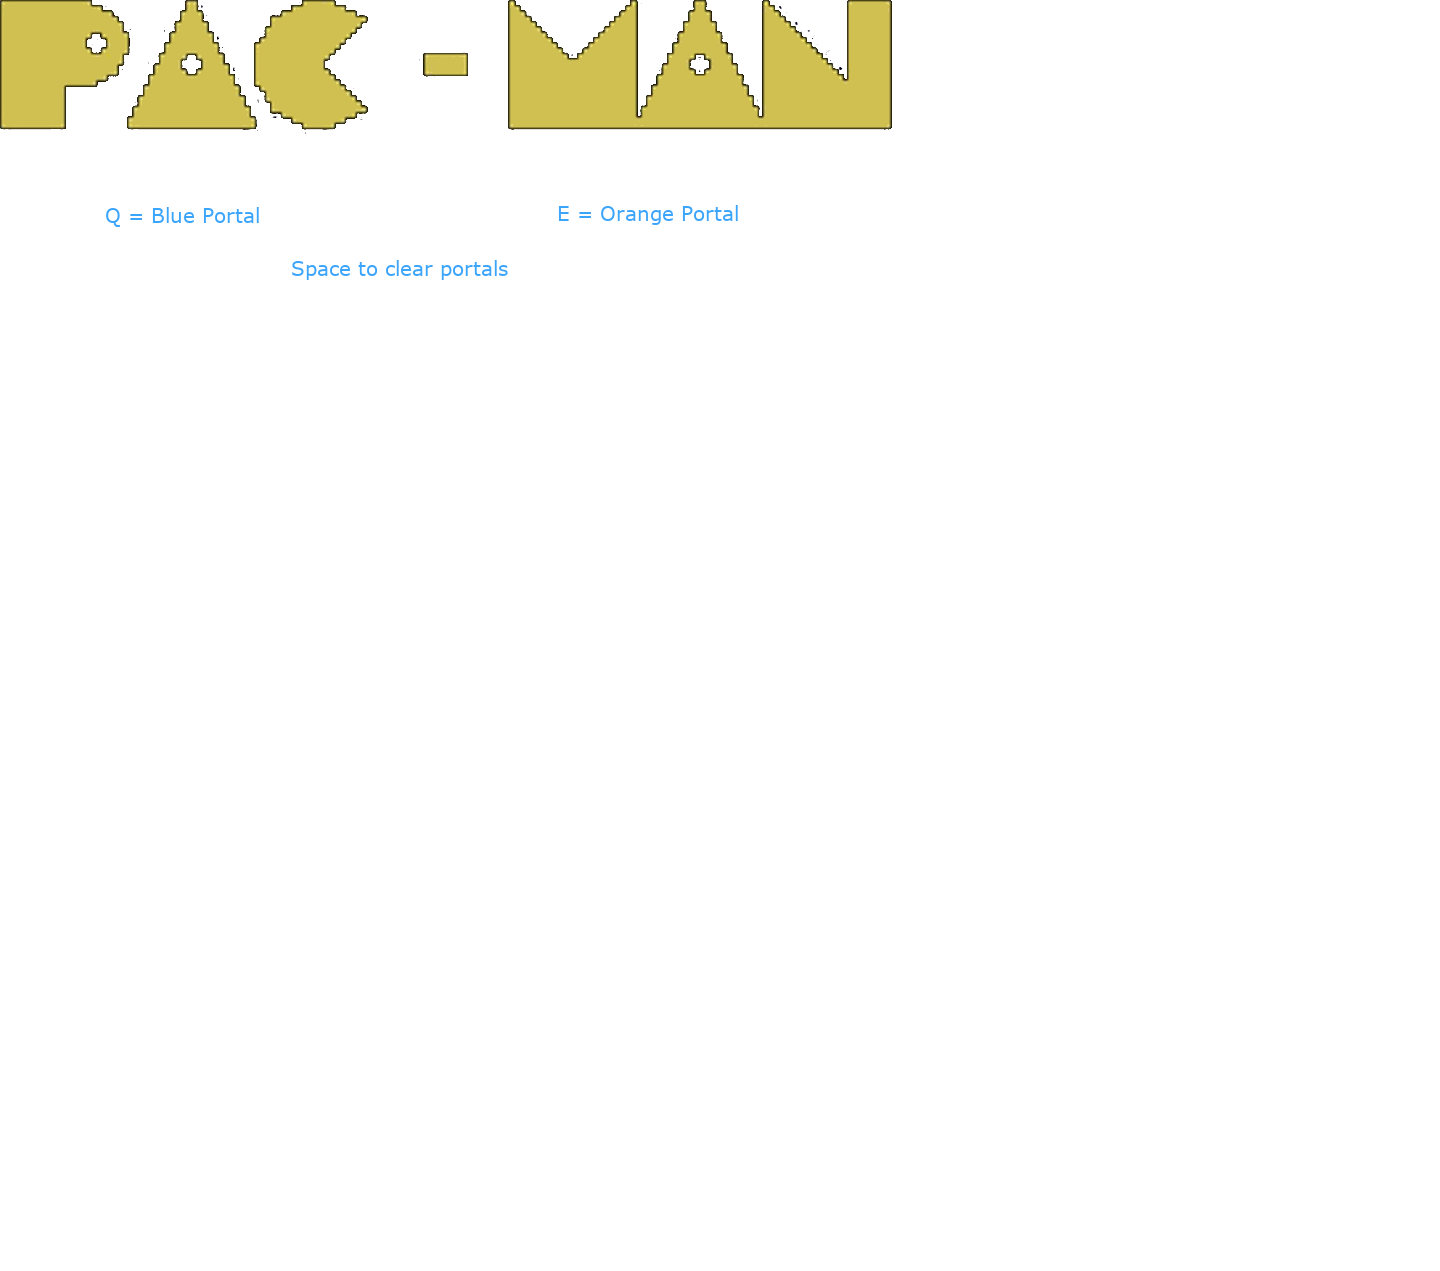 PAC-MAN
Q = Blue Portal
E = Orange Portal
Space to clear portals